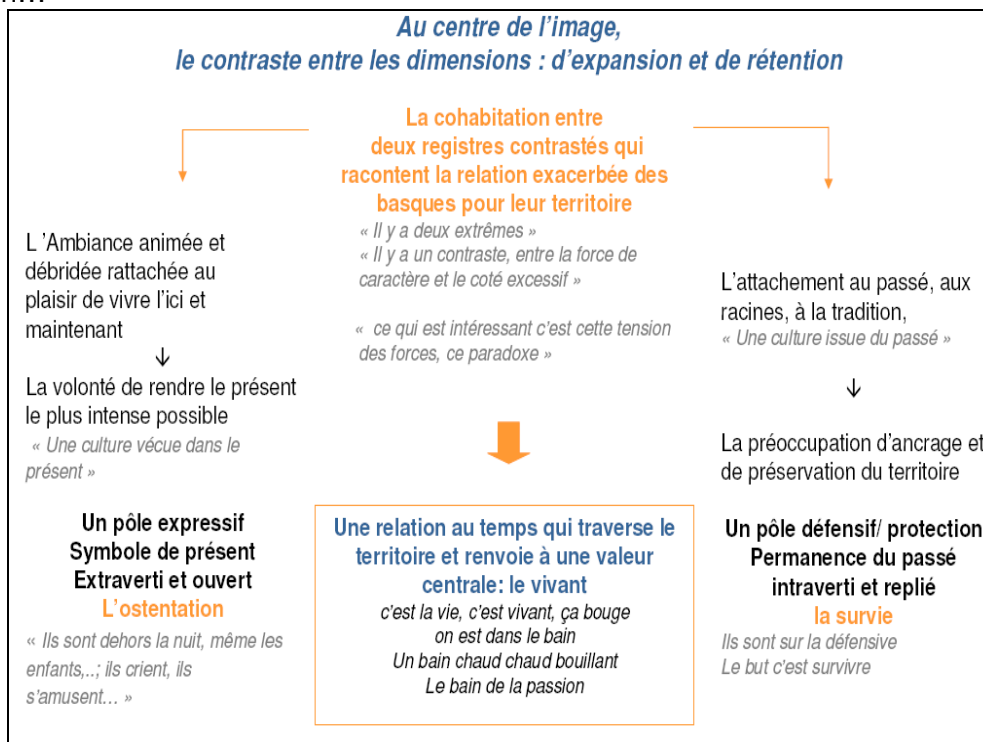 Au centre de l'image,
le contraste entre les dimensions : d'expansion et de rétention
La cohabitation entre
deux registres contrastés qui
racontent la relation exacerbée des
basques pour leur territoire
« Il y a deux extrêmes »
« Il y a un contraste, entre la force de
caractère et le coté excessif »
« ce qui est intéressant c'est cette tension
des forces, ce paradoxe »
L 'Ambiance animée et
débridée rattachée au
plaisir de vivre l'ici et
maintenant
↓
La volonté de rendre le présent
le plus intense possible
« Une culture vécue dans le
présent »
Un pôle expressif
Symbole de présent
Extraverti et ouvert
L'ostentation
« Ils sont dehors la nuit, même les
enfants,..; ils crient, ils
s'amusent… »
Une relation au temps qui traverse le
territoire et renvoie à une valeur
centrale: le vivant
c'est la vie, c'est vivant, ça bouge
on est dans le bain
Un bain chaud chaud bouillant
Le bain de la passion
L'attachement au passé, aux
racines, à la tradition,
« Une culture issue du passé »
↓
La préoccupation d'ancrage et
de préservation du territoire
Un pôle défensif/ protection
Permanence du passé
intraverti et replié
la survie
Ils sont sur la défensive
Le but c'est survivre